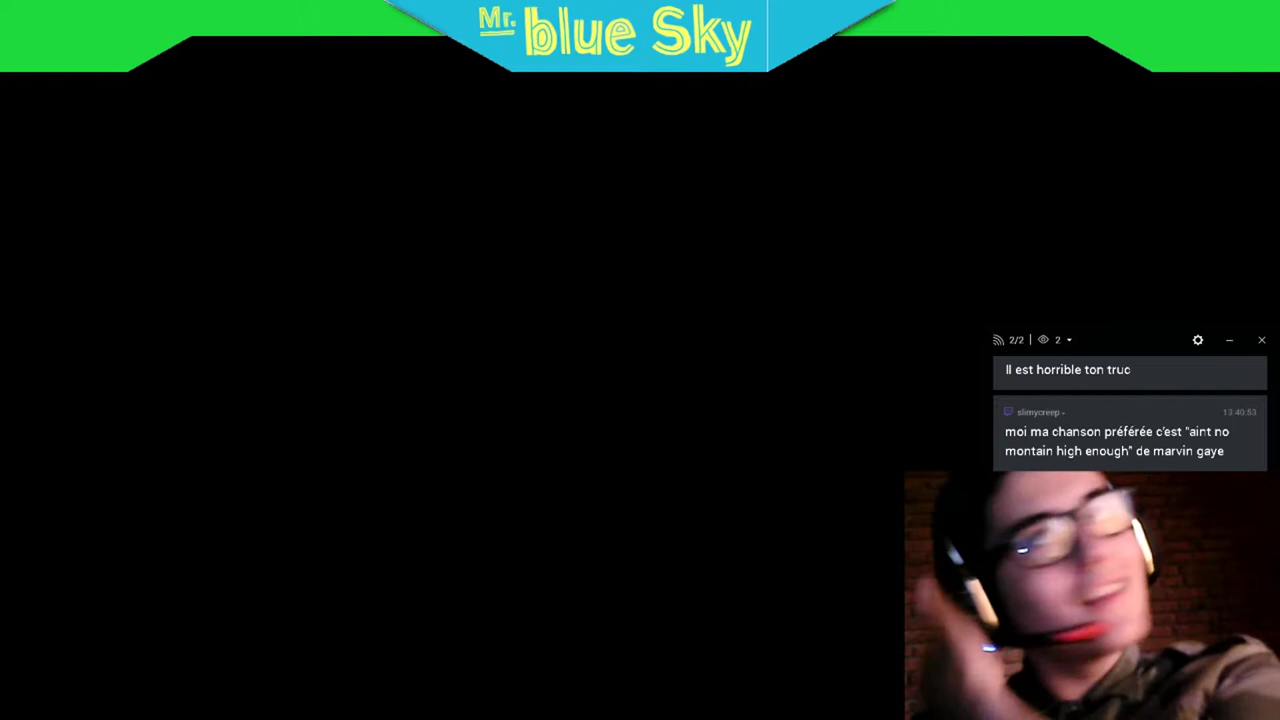 Mr. blue Sky
2/2 | 2
Il est horrible ton truc
slimycreep 13:40:53
moi ma chanson préférée c'est "aint no
montain high enough" de marvin gaye